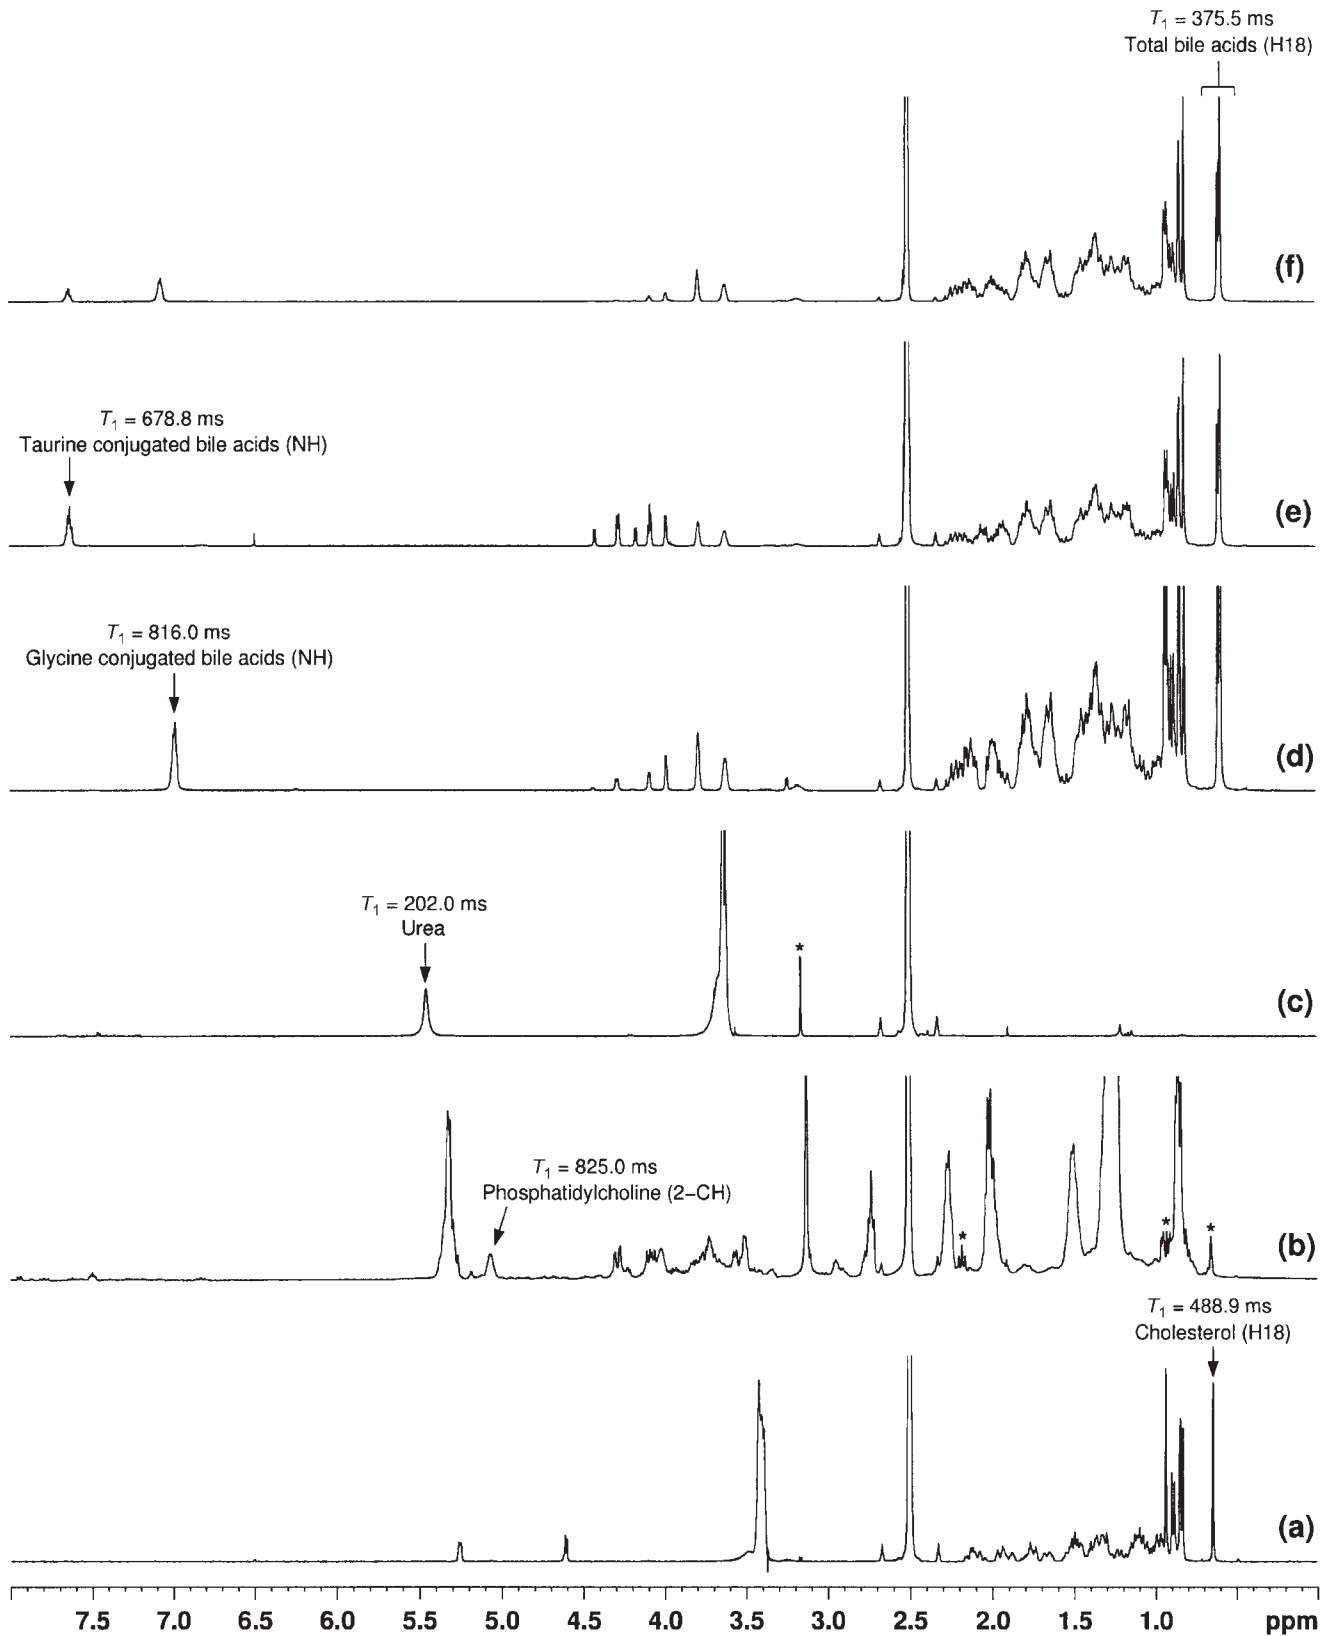 T1 = 375.5 ms
Total bile acids (H18)
(f)
T1 = 678.8 ms
Taurine conjugated bile acids (NH)
(e)
T1 = 816.0 ms
Glycine conjugated bile acids (NH)
(d)
T1 = 202.0 ms
Urea
*
(c)
T1 = 825.0 ms
Phosphatidylcholine (2−CH)
* * *
(b)
T1 = 488.9 ms
Cholesterol (H18)
(a)
7.5 7.0 6.5 6.0 5.5 5.0 4.5 4.0 3.5 3.0 2.5 2.0 1.5 1.0 ppm